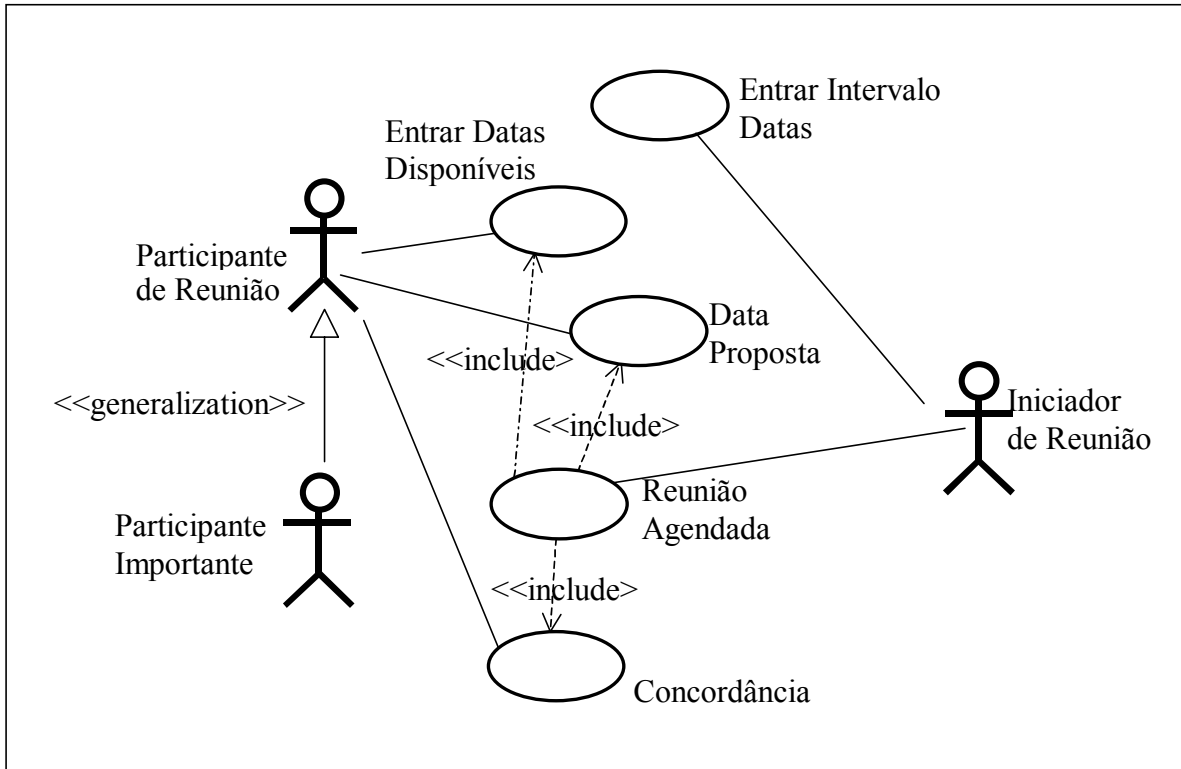 Entrar Intervalo
Datas
Entrar Datas
Disponíveis
Participante
de Reunião
Data
Proposta
<<include>
<<generalization>>
<<include>
Iniciador
de Reunião
Reunião
Agendada
Participante
Importante
<<include>
Concordância